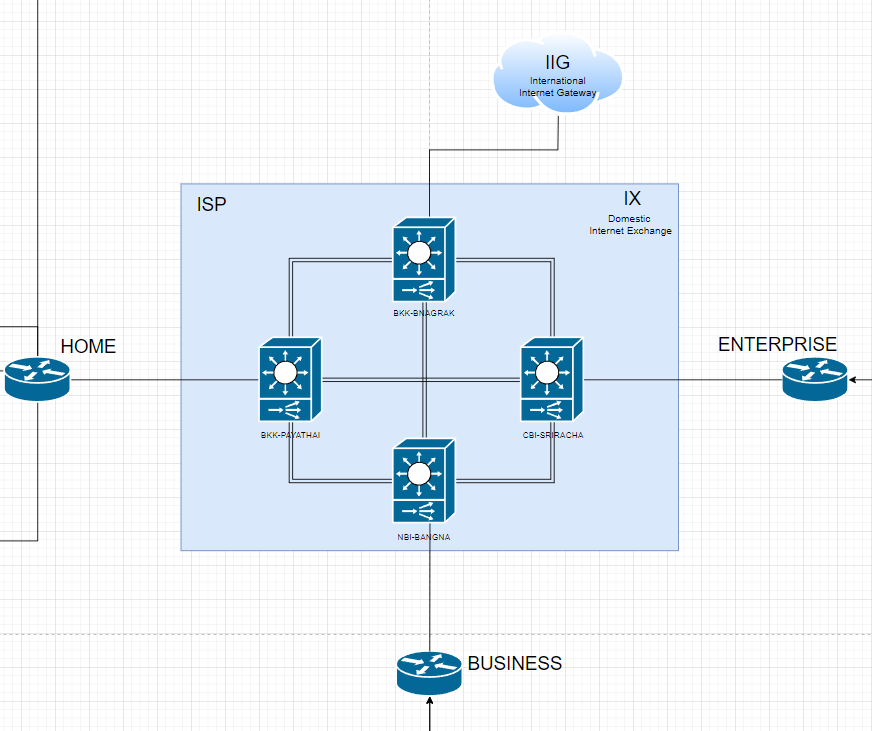 IIG
International
Internet Gateway
ISP
IX
Domestic
Internet Exchange
BKK-BNAGRAK
HOME
ENTERPRISE
BKK-PAYATHAI
CBI-SRIRACHA
NBI-BANGNA
BUSINESS